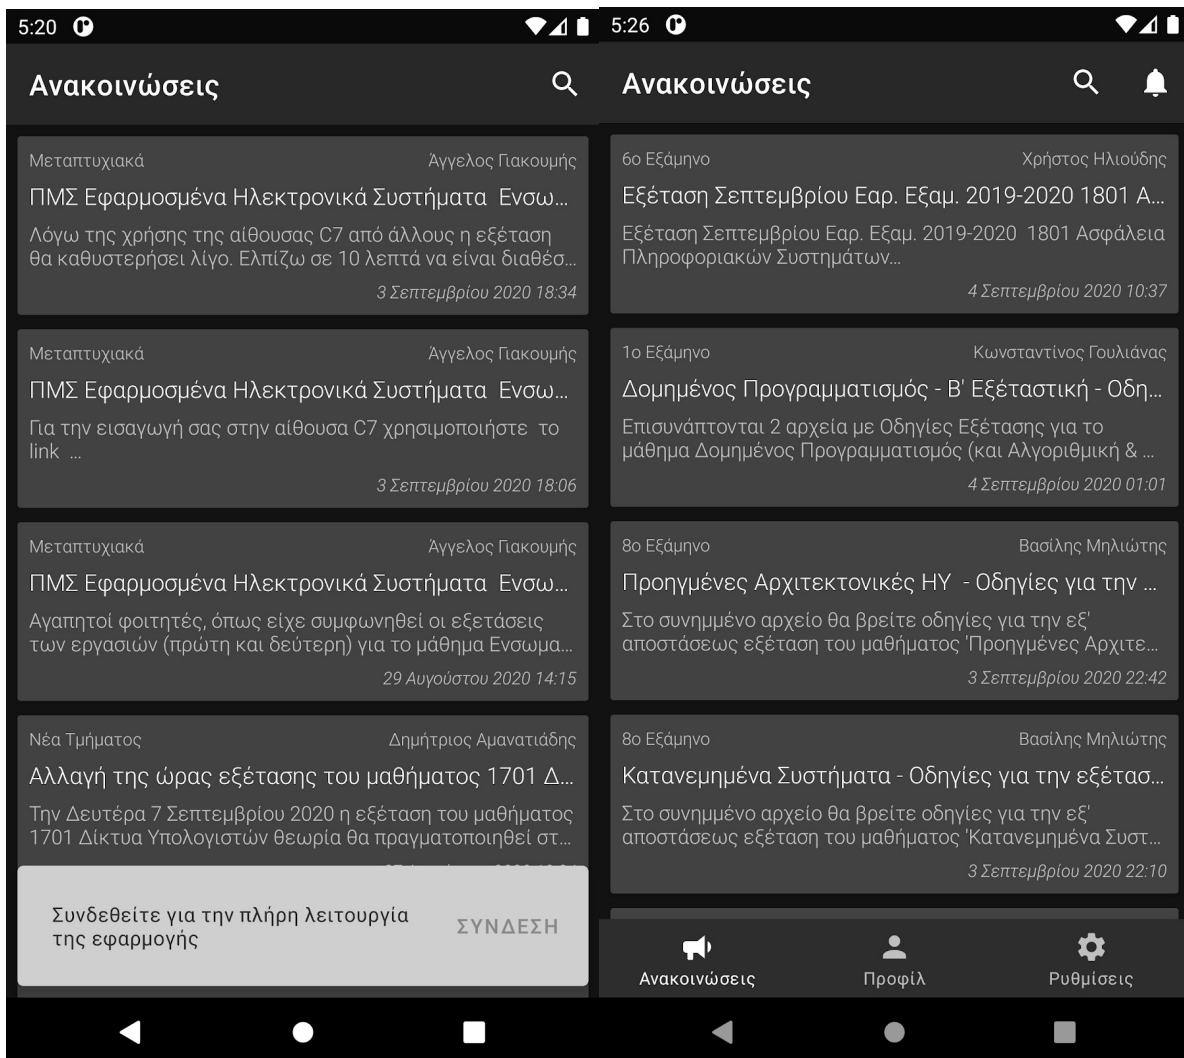 5:20
Ανακοινώσεις
Μεταπτυχιακά Άγγελος Γιακουμής
ΠΜΣ Εφαρμοσμένα Ηλεκτρονικά Συστήματα Ενσω...
Λόγω της χρήσης της αίθουσας C7 από άλλους η εξέταση
θα καθυστερήσει λίγο. Ελπίζω σε 10 λεπτά να είναι διαθέσ...
3 Σεπτεμβρίου 2020 18:34
Μεταπτυχιακά Άγγελος Γιακουμής
ΠΜΣ Εφαρμοσμένα Ηλεκτρονικά Συστήματα Ενσω...
Για την εισαγωγή σας στην αίθουσα C7 χρησιμοποιήστε το
link ...
3 Σεπτεμβρίου 2020 18:06
Μεταπτυχιακά Άγγελος Γιακουμής
ΠΜΣ Εφαρμοσμένα Ηλεκτρονικά Συστήματα Ενσω...
Αγαπητοί φοιτητές, όπως είχε συμφωνηθεί οι εξετάσεις
των εργασιών (πρώτη και δεύτερη) για το μάθημα Ενσωμα...
29 Αυγούστου 2020 14:15
Νέα Τμήματος Δημήτριος Αμανατιάδης
Αλλαγή της ώρας εξέτασης του μαθήματος 1701 Δ...
Την Δευτέρα 7 Σεπτεμβρίου 2020 η εξέταση του μαθήματος
1701 Δίκτυα Υπολογιστών θεωρία θα πραγματοποιηθεί στ...
Συνδεθείτε για την πλήρη λειτουργία
της εφαρμογής
ΣΥΝΔΕΣΗ
5:26
Ανακοινώσεις
6ο Εξάμηνο Χρήστος Ηλιούδης
Εξέταση Σεπτεμβρίου Εαρ. Εξαμ. 2019-2020 1801 Α...
Εξέταση Σεπτεμβρίου Εαρ. Εξαμ. 2019-2020 1801 Ασφάλεια
Πληροφοριακών Συστημάτων...
4 Σεπτεμβρίου 2020 10:37
1ο Εξάμηνο Κωνσταντίνος Γουλιάνας
Δομημένος Προγραμματισμός - Β' Εξέταστική - Οδη...
Επισυνάπτονται 2 αρχεία με Οδηγίες Εξέτασης για το
μάθημα Δομημένος Προγραμματισμός (και Αλγοριθμική & ...
4 Σεπτεμβρίου 2020 01:01
8ο Εξάμηνο Βασίλης Μηλιώτης
Προηγμένες Αρχιτεκτονικές ΗΥ - Οδηγίες για την ...
Στο συνημμένο αρχείο θα βρείτε οδηγίες για την εξ'
αποστάσεως εξέταση του μαθήματος 'Προηγμένες Αρχιτε...
3 Σεπτεμβρίου 2020 22:42
8ο Εξάμηνο Βασίλης Μηλιώτης
Κατανεμημένα Συστήματα - Οδηγίες για την εξέτασ...
Στο συνημμένο αρχείο θα βρείτε οδηγίες για την εξ'
αποστάσεως εξέταση του μαθήματος 'Κατανεμημένα Συστ...
3 Σεπτεμβρίου 2020 22:10
Ανακοινώσεις Προφίλ Ρυθμίσεις